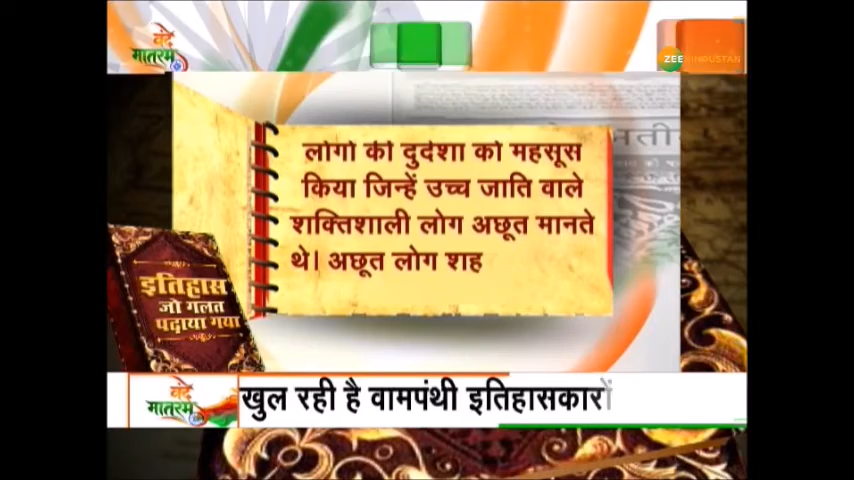 वंदे
मातरम्
ZEE HINDUSTAN
लोगों की दुर्दशा को महसूस
किया जिन्हें उच्च जाति वाले
शक्तिशाली लोग अछूत मानते
थे। अछूत लोग शह
इतिहास
जो गलत
पढ़ाया गया
वंदे
मातरम्
खुल रही है वामपंथी इतिहासकारों